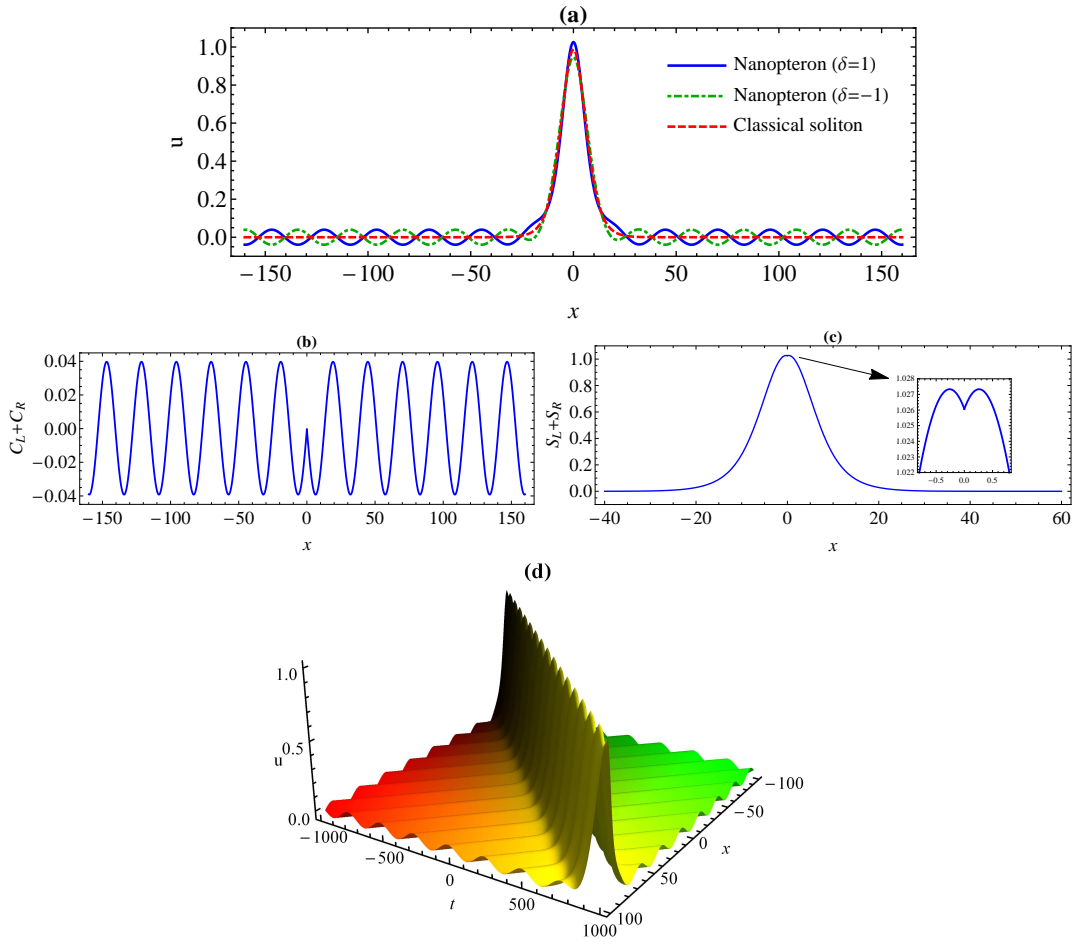 (a)
1.0
0.8
0.6
0.4
0.2
0.0
u
Nanopteron (δ=1)
Nanopteron (δ=−1)
Classical soliton
−150 −100 −50 0 50 100 150
x
(b)
0.04
0.02
0.00
−0.02
−0.04
C_L+C_R
−150 −100 −50 0 50 100 150
x
(c)
1.0
0.8
0.6
0.4
0.2
0.0
S_L+S_R
1.028
1.027
1.026
1.025
1.024
1.023
1.022
−0.5 0.0 0.5
−40 −20 0 20 40 60
x
(d)
1.0
0.5
u
0.0
−1000
−500
0
t
500
1000
−100
−50
0
x
50
100